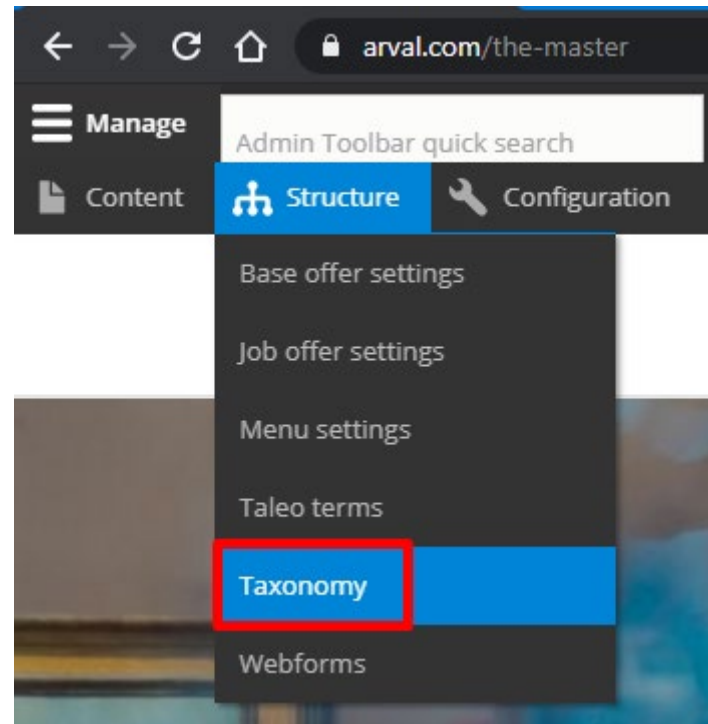 arval.com/the-master
Manage
Admin Toolbar quick search
Content Structure Configuration
Base offer settings
Job offer settings
Menu settings
Taleo terms
Taxonomy
Webforms